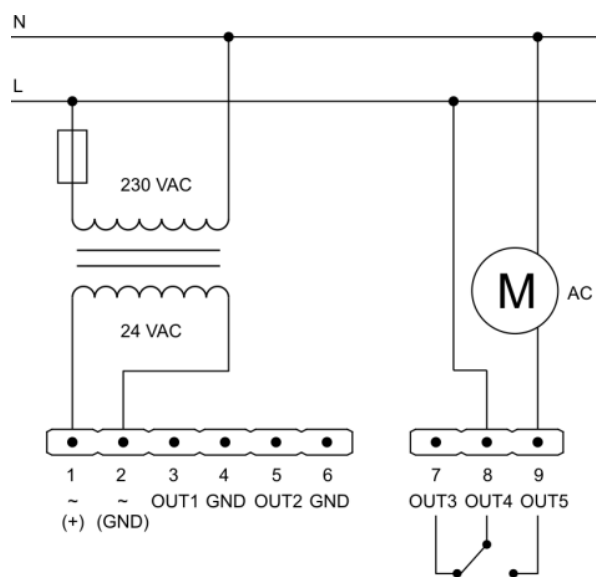 N
L
230 VAC
24 VAC
M AC
1 2 3 4 5 6 7 8 9
~ ~ OUT1 GND OUT2 GND OUT3 OUT4 OUT5
(+) (GND)